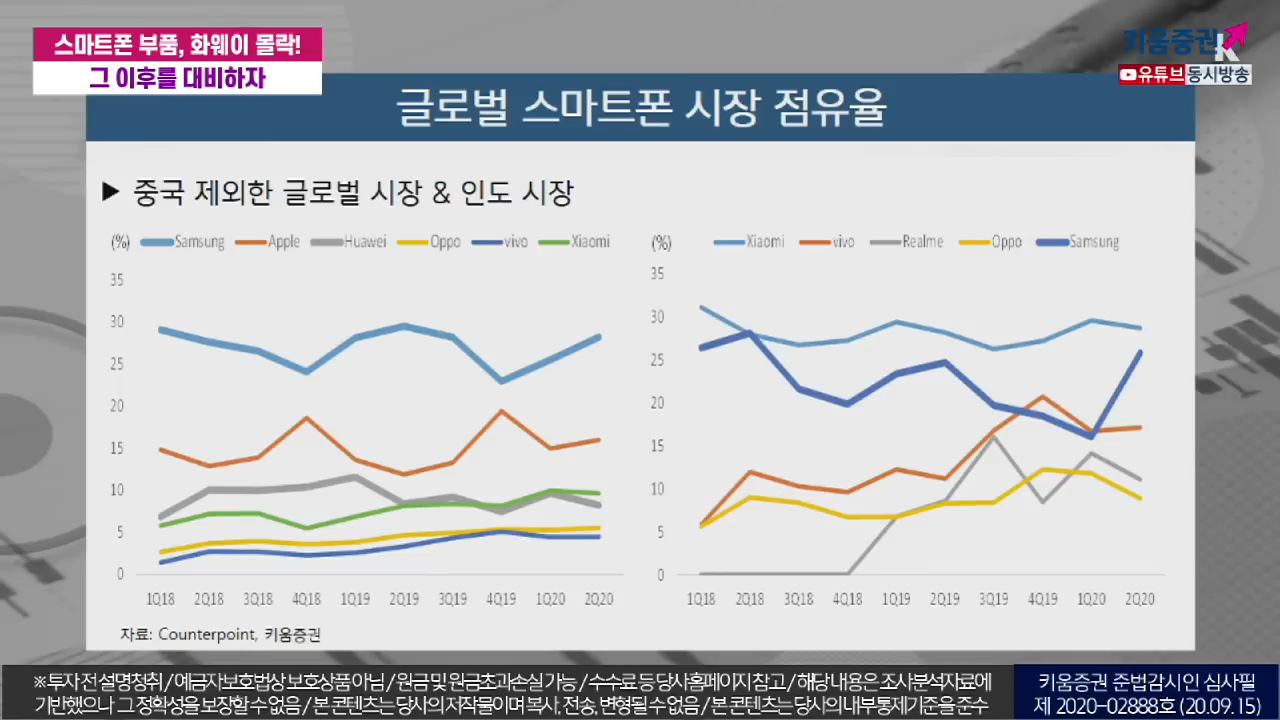 스마트폰 부품, 화웨이 몰락!
그 이후를 대비하자
키움증권
유튜브 동시방송
글로벌 스마트폰 시장 점유율
▶ 중국 제외한 글로벌 시장 & 인도 시장
(%) Samsung Apple Huawei Oppo vivo Xiaomi
35
30
25
20
15
10
5
0
1Q18 2Q18 3Q18 4Q18 1Q19 2Q19 3Q19 4Q19 1Q20 2Q20
(%) Xiaomi vivo Realme Oppo Samsung
35
30
25
20
15
10
5
0
1Q18 2Q18 3Q18 4Q18 1Q19 2Q19 3Q19 4Q19 1Q20 2Q20
자료: Counterpoint, 키움증권
※ 투자 전 설명청취 / 예금자보호법상 보호상품 아님 / 원금 및 원금초과손실 가능 / 수수료 등 당사홈페이지 참고 / 해당 내용은 조사분석자료에
기반했으나 그 정확성을 보장할 수 없음 / 본 콘텐츠는 당사의 저작물이며 복사, 전송, 변형될 수 없음 / 본 콘텐츠는 당사의 내부통제기준을 준수
키움증권 준법감시인 심사필
제 2020-02888호 (20.09.15)